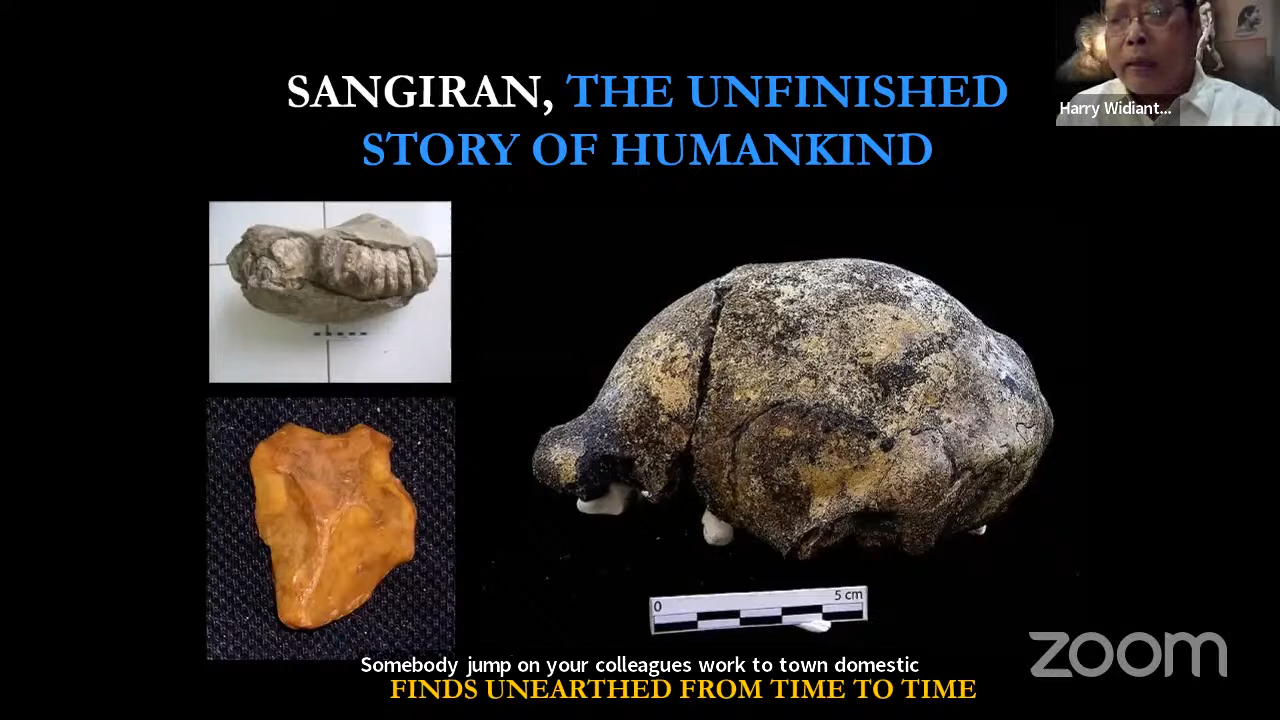 SANGIRAN, THE UNFINISHED
STORY OF HUMANKIND
Harry Widiant...
0
5 cm
zoom
Somebody jump on your colleagues work to town domestic
FINDS UNEARTHED FROM TIME TO TIME